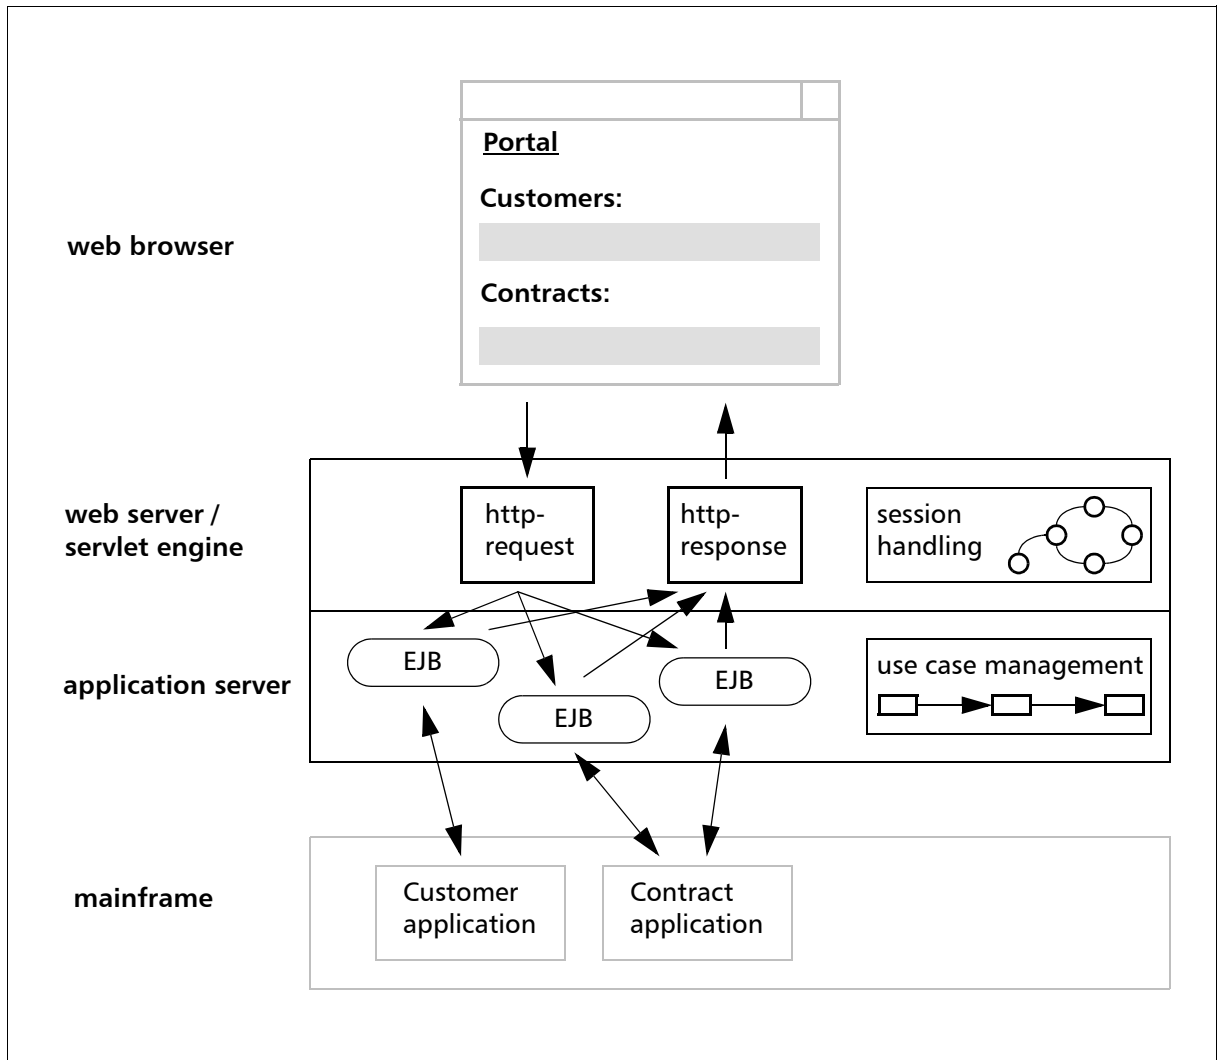 Portal
Customers:
web browser
Contracts:
web server /
servlet engine
http-
request
http-
response
session
handling
application server
EJB
EJB
EJB
use case management
mainframe
Customer
application
Contract
application